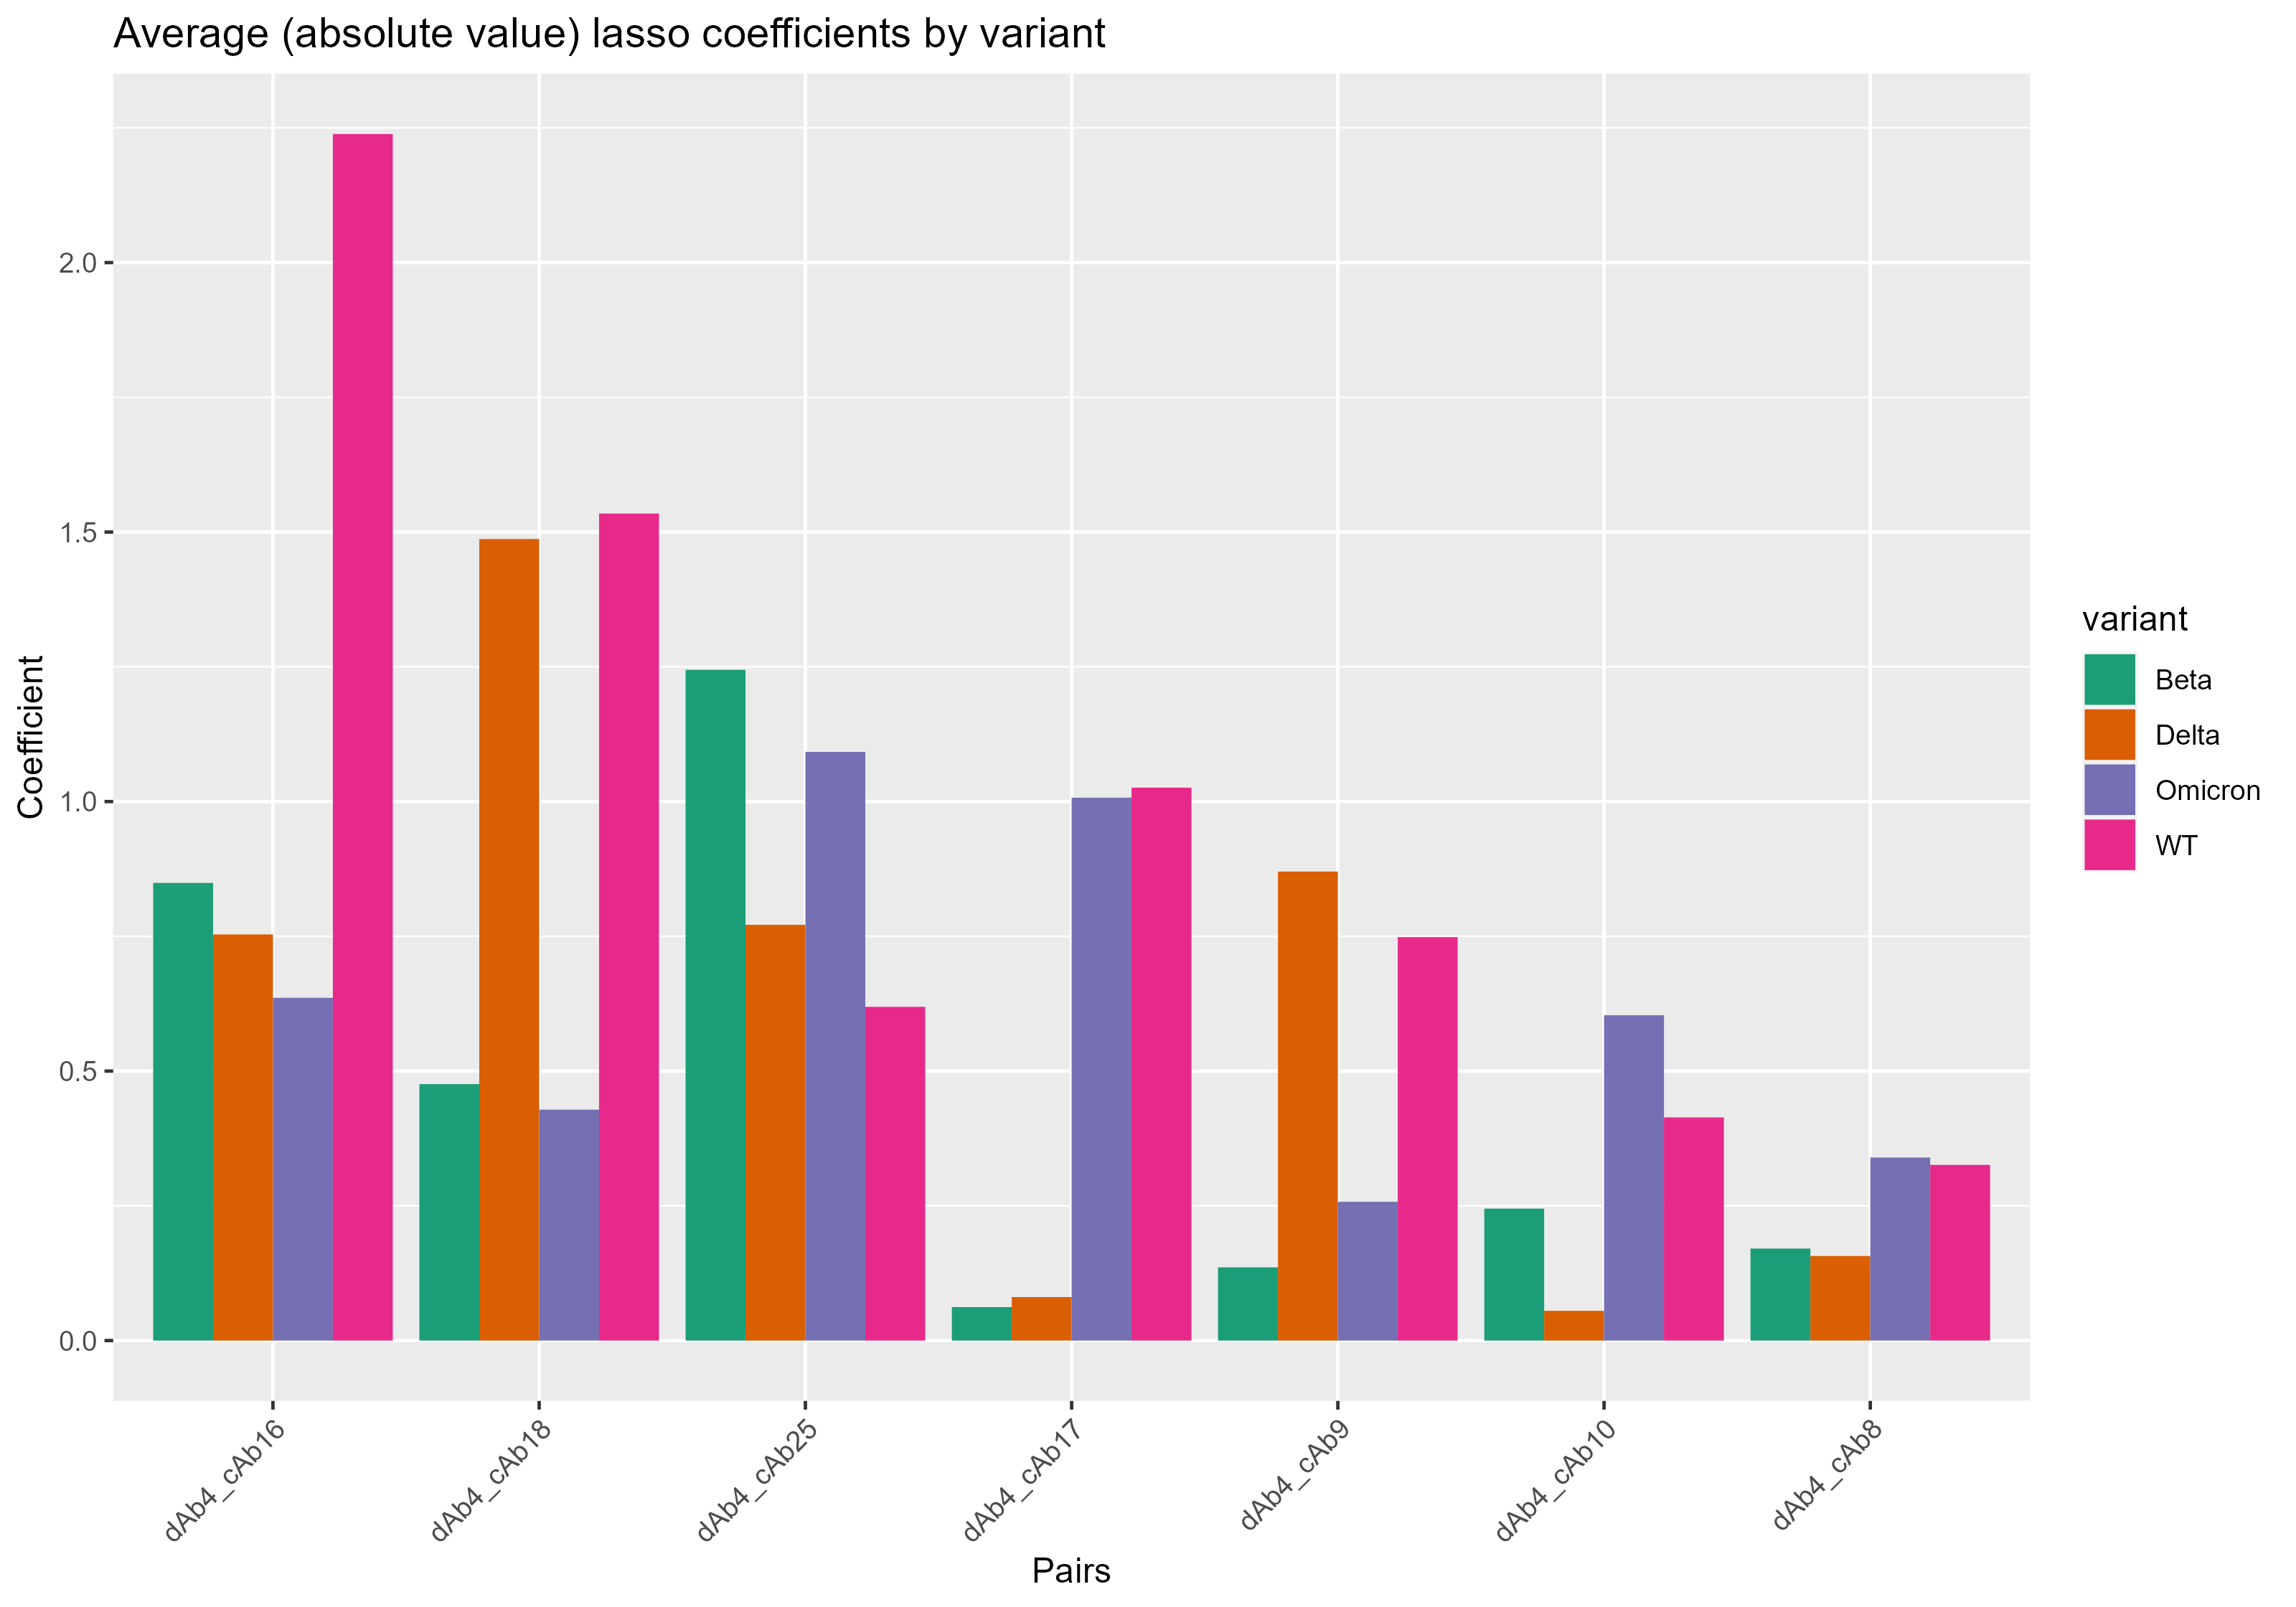 Average (absolute value) lasso coefficients by variant
Coefficient
2.0
1.5
1.0
0.5
0.0
dAb4_cAb16
dAb4_cAb18
dAb4_cAb25
dAb4_cAb17
dAb4_cAb9
dAb4_cAb10
dAb4_cAb8
Pairs
variant
Beta
Delta
Omicron
WT